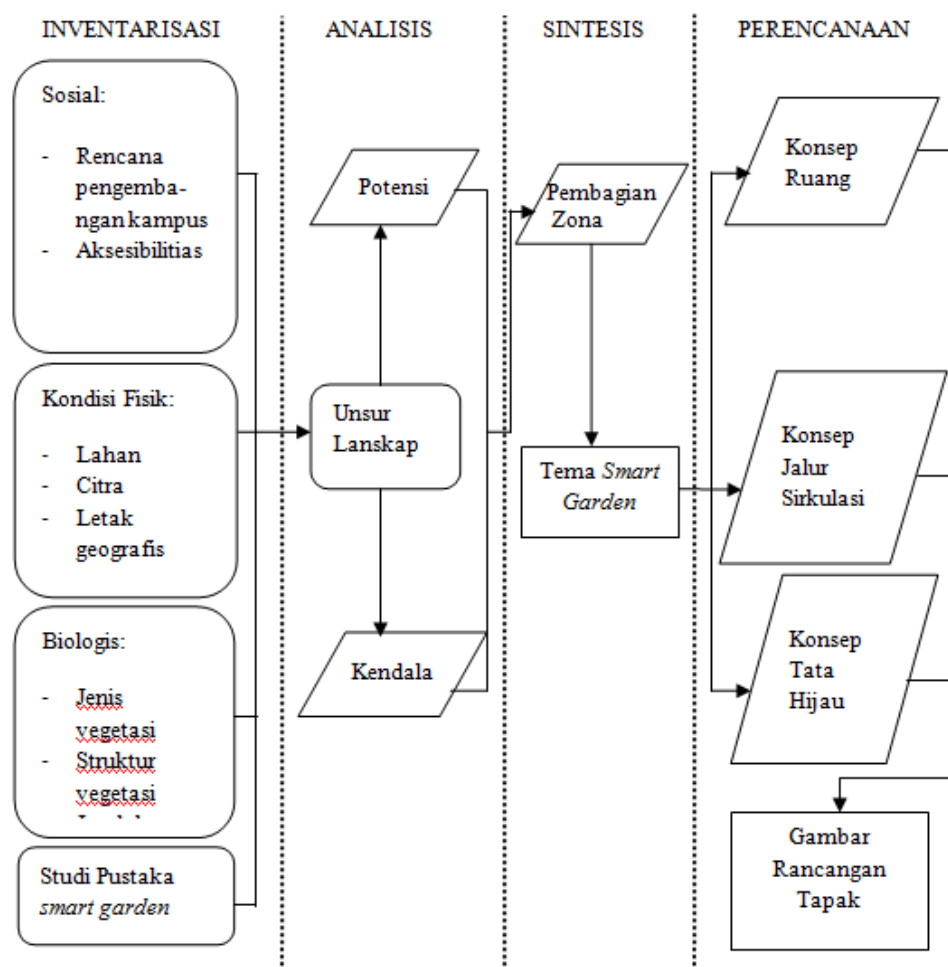 INVENTARISASI
ANALISIS
SINTESIS
PERENCANAAN
Sosial:
- Rencana
pengemba-
ngan kampus
- Aksesibilitias
Kondisi Fisik:
- Lahan
- Citra
- Letak
geografis
Biologis:
- Jenis
vegetasi
- Struktur
vegetasi
Studi Pustaka
smart garden
Potensi
Unsur
Lanskap
Kendala
Pembagian
Zona
Tema Smart
Garden
Konsep
Ruang
Konsep
Jalur
Sirkulasi
Konsep
Tata
Hijau
Gambar
Rancangan
Tapak